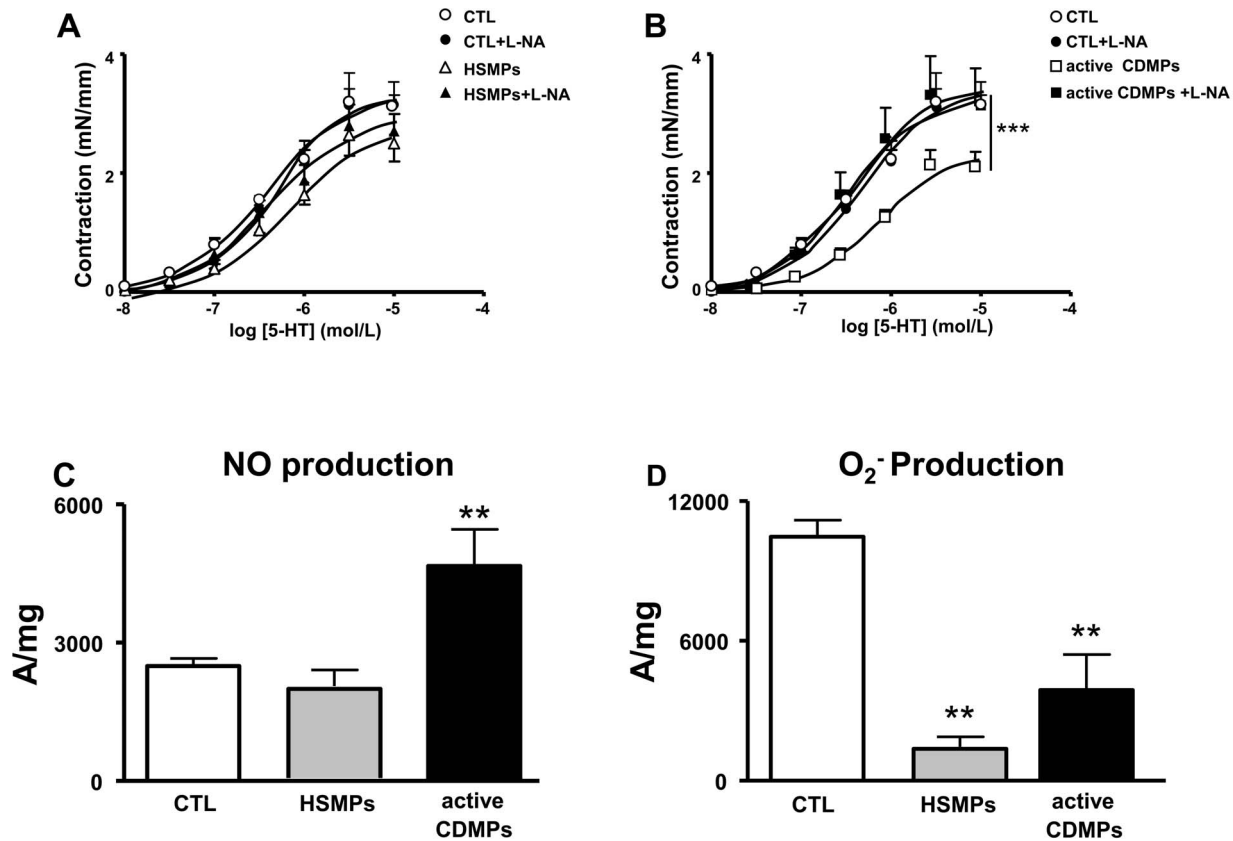 A
CTL
CTL+L-NA
HSMPs
HSMPs+L-NA
Contraction (mN/mm)
4
2
0
-8
-7
-6
-5
-4
log [5-HT] (mol/L)
B
CTL
CTL+L-NA
active CDMPs
active CDMPs +L-NA
Contraction (mN/mm)
4
2
0
***
-8
-7
-6
-5
-4
log [5-HT] (mol/L)
C
NO production
A/mg
6000
3000
0
**
CTL
HSMPs
active
CDMPs
D
O₂⁻ Production
A/mg
12000
6000
0
**
**
CTL
HSMPs
active
CDMPs